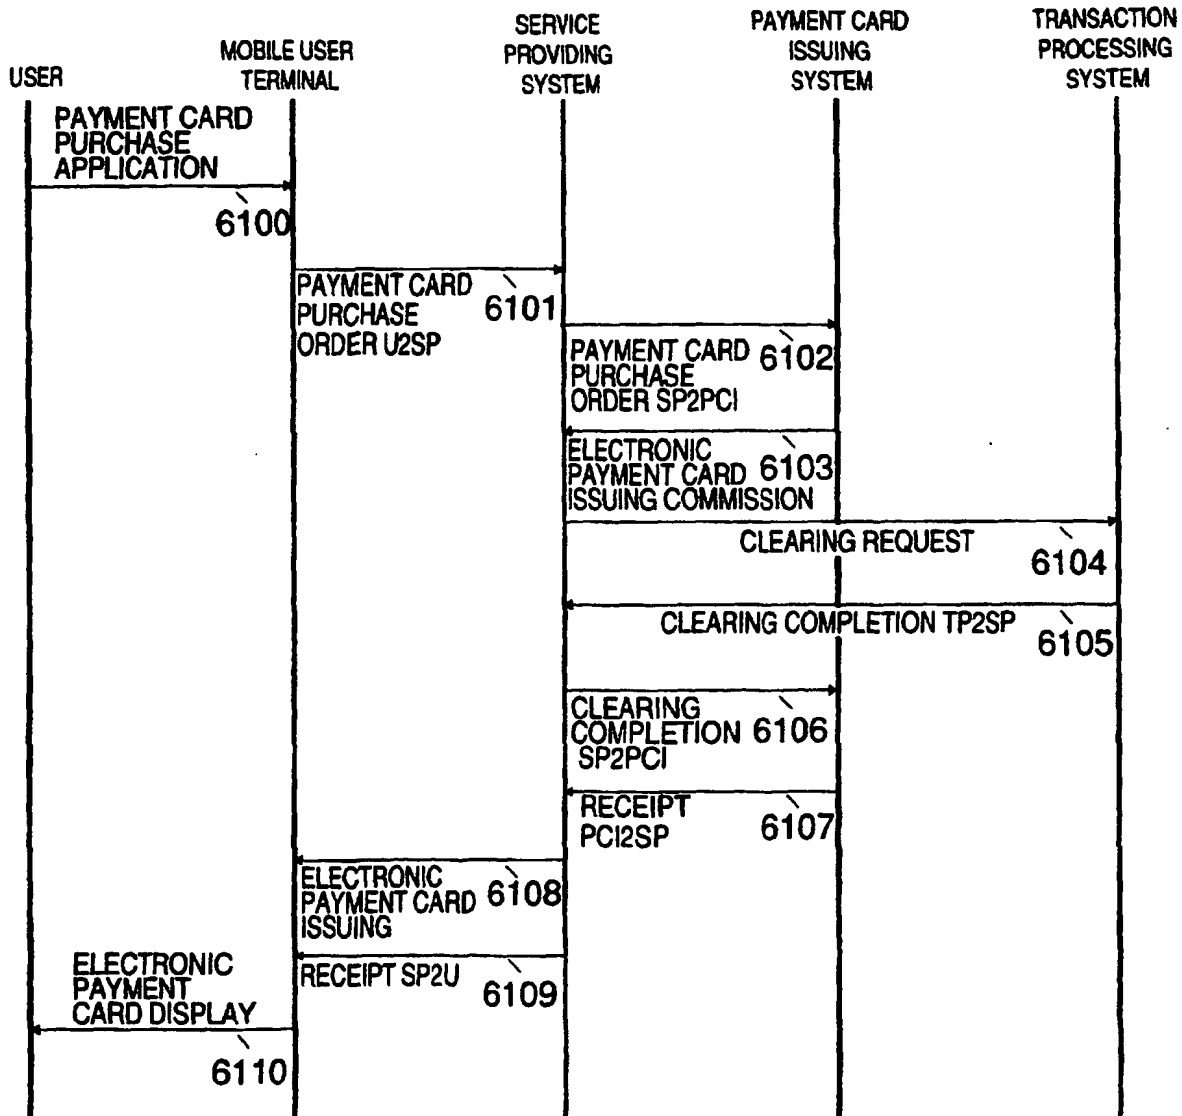 USER
MOBILE USER
TERMINAL
SERVICE
PROVIDING
SYSTEM
PAYMENT CARD
ISSUING
SYSTEM
TRANSACTION
PROCESSING
SYSTEM
PAYMENT CARD
PURCHASE
APPLICATION
6100
PAYMENT CARD
PURCHASE
ORDER U2SP
6101
PAYMENT CARD
PURCHASE
ORDER SP2PCI
6102
ELECTRONIC
PAYMENT CARD
ISSUING COMMISSION
6103
CLEARING REQUEST
6104
CLEARING COMPLETION TP2SP
6105
CLEARING
COMPLETION
SP2PCI
6106
RECEIPT
PCI2SP
6107
ELECTRONIC
PAYMENT CARD
ISSUING
6108
RECEIPT SP2U
6109
ELECTRONIC
PAYMENT
CARD DISPLAY
6110